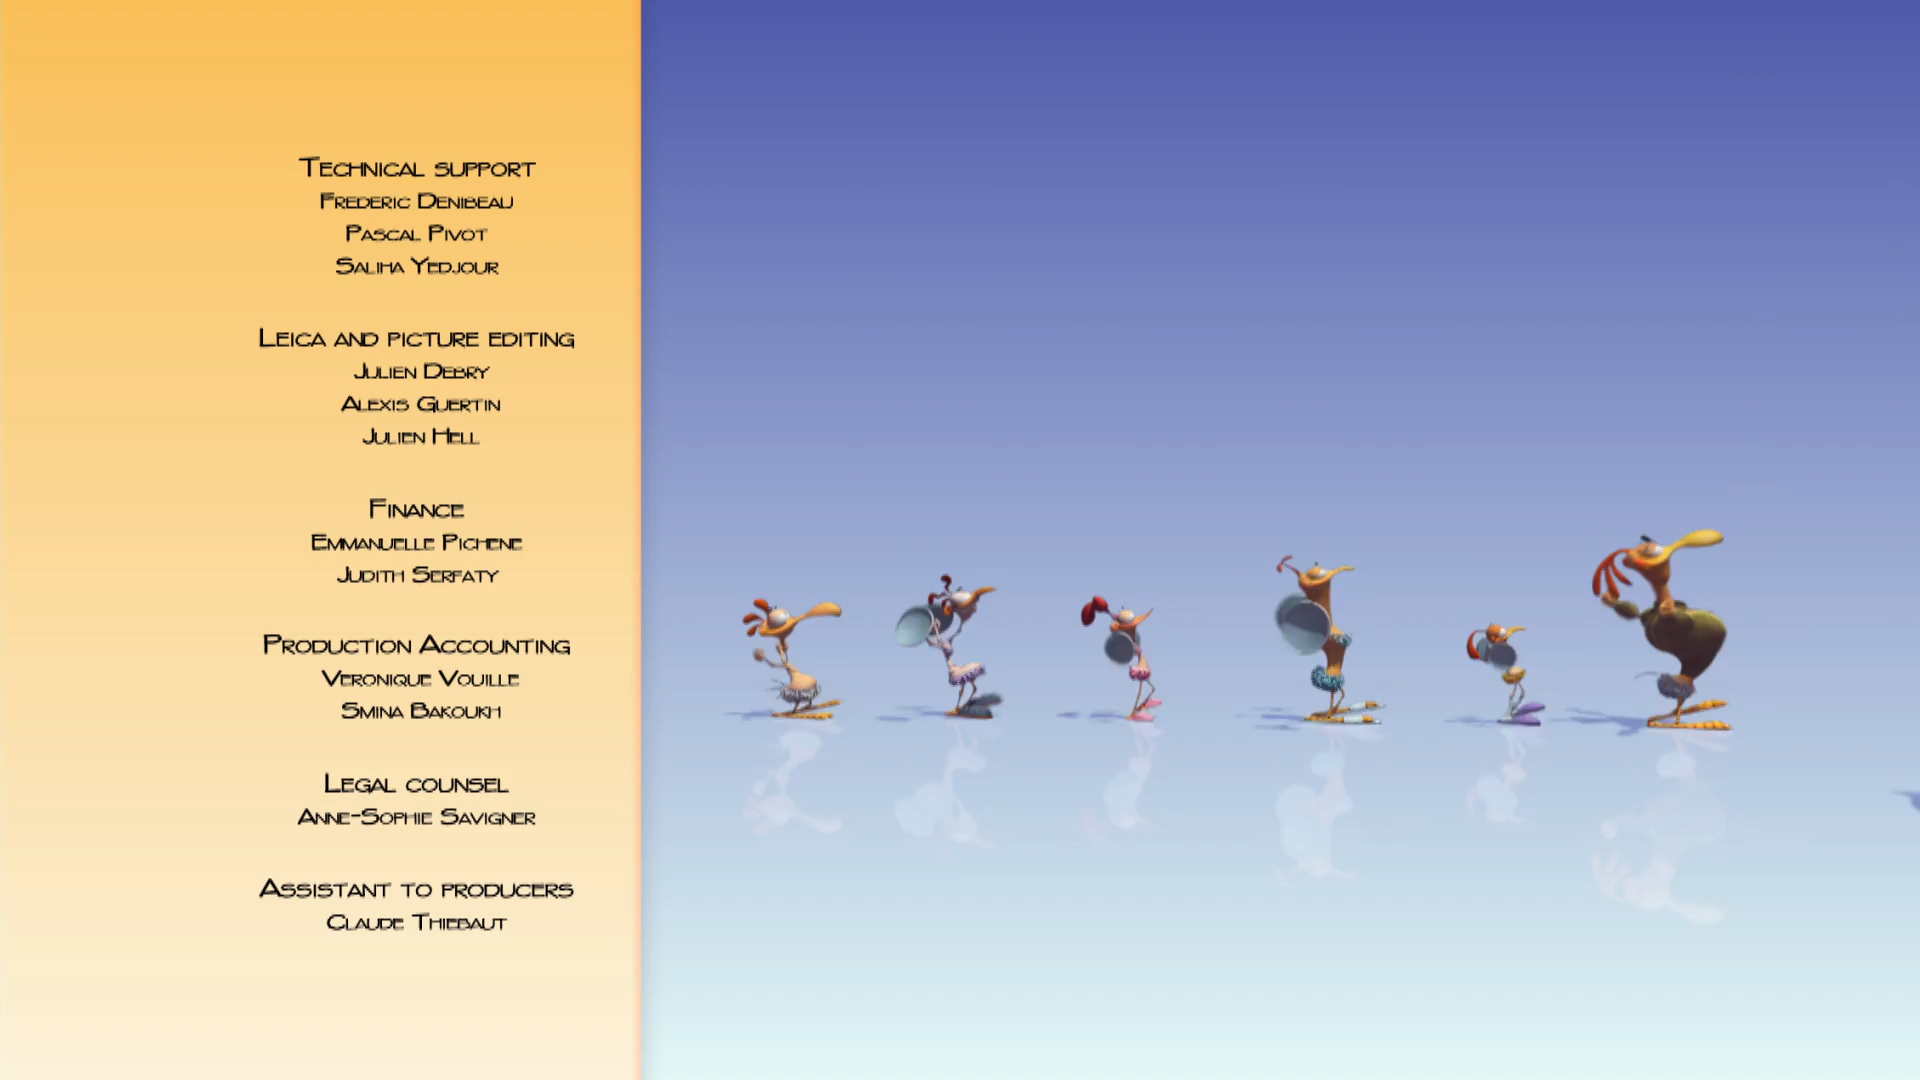 Technical support
Frederic Denibeau
Pascal Pivot
Saliha Yedjour
Leica and picture editing
Julien Debry
Alexis Guertin
Julien Hell
Finance
Emmanuelle Pichene
Judith Serfaty
Production Accounting
Veronique Vouille
Smina Bakoukh
Legal counsel
Anne-Sophie Savigner
Assistant to producers
Claude Thiebaut